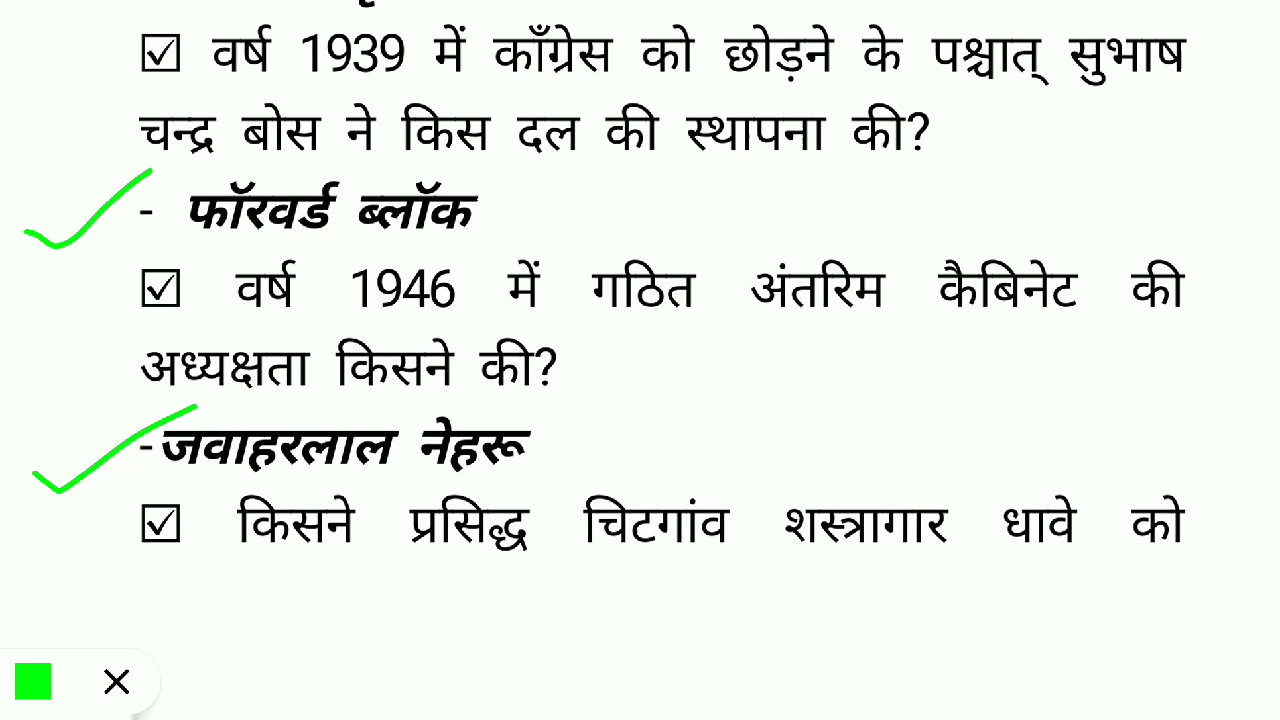 ☑ वर्ष 1939 में काँग्रेस को छोड़ने के पश्चात् सुभाष
चन्द्र बोस ने किस दल की स्थापना की?
- फॉरवर्ड ब्लॉक
☑ वर्ष 1946 में गठित अंतरिम कैबिनेट की
अध्यक्षता किसने की?
-जवाहरलाल नेहरू
☑ किसने प्रसिद्ध चिटगांव शस्त्रागार धावे को